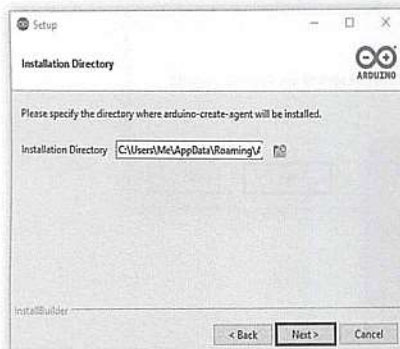 Setup
Installation Directory
ARDUINO
Please specify the directory where arduino-create-agent will be installed.
Installation Directory C:\Users\Me\AppData\Roaming\A
InstallBuilder
< Back Next > Cancel